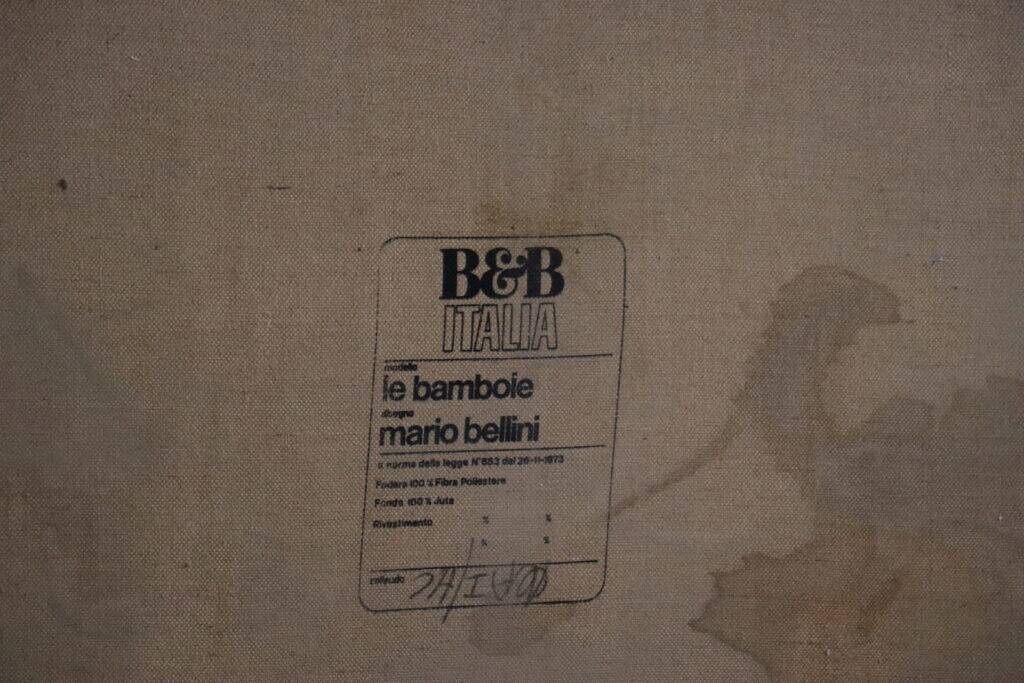 B&B
ITALIA
modello
le bambole
disegno
mario bellini
a norma della legge N°883 del 26-11-1973
Fodera 100 % Fibra Poliestere
Fondo 100 % Juta
Rivestimento % %
% %
collaudo